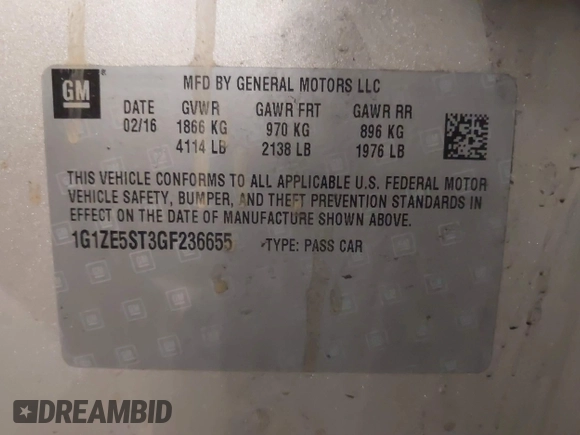 GM
MFD BY GENERAL MOTORS LLC
DATE GVWR GAWR FRT GAWR RR
02/16 1866 KG 970 KG 896 KG
4114 LB 2138 LB 1976 LB
THIS VEHICLE CONFORMS TO ALL APPLICABLE U.S. FEDERAL MOTOR
VEHICLE SAFETY, BUMPER, AND THEFT PREVENTION STANDARDS IN
EFFECT ON THE DATE OF MANUFACTURE SHOWN ABOVE.
1G1ZE5ST3GF236655 TYPE: PASS CAR
DREAMBID